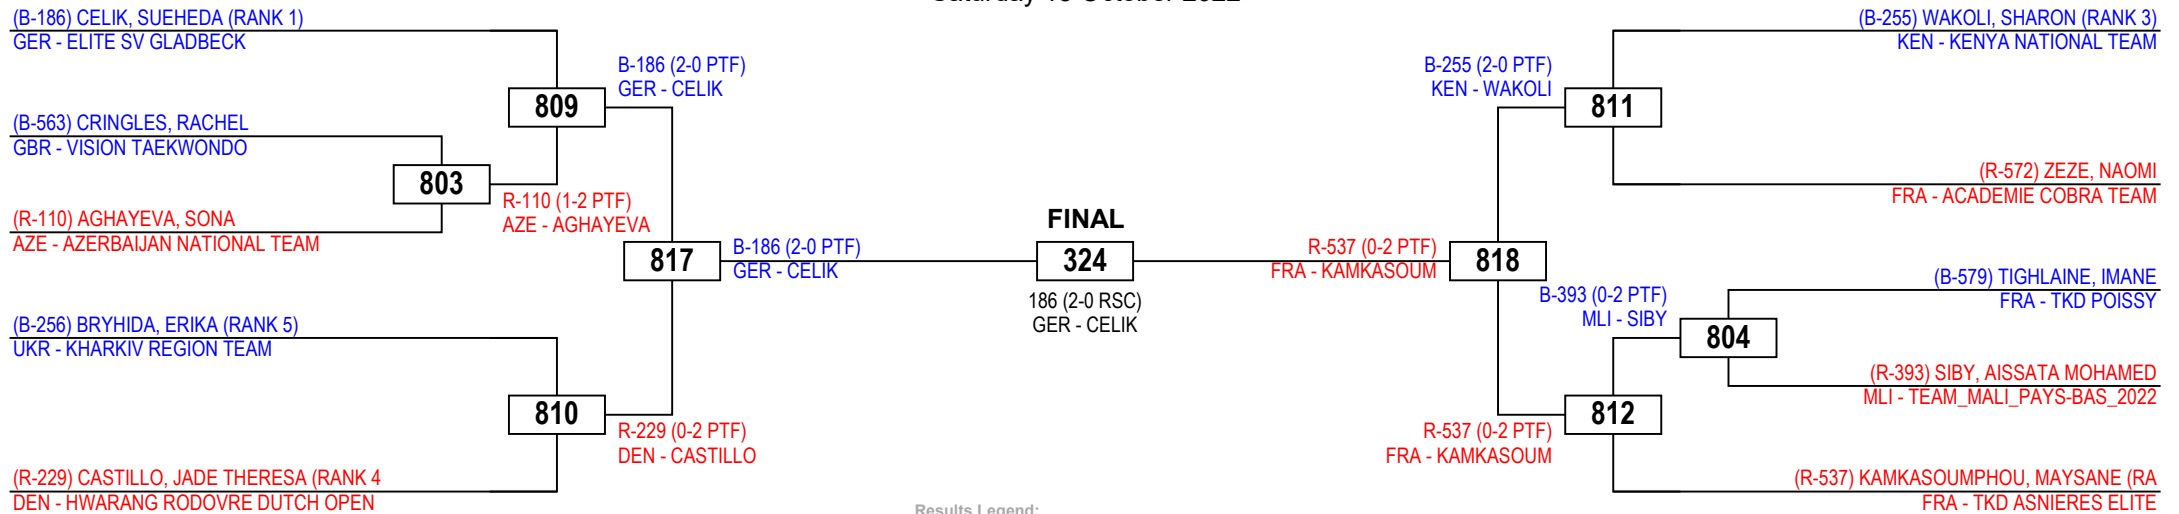 (B-186) CELIK, SUEHEDA (RANK 1)
GER - ELITE SV GLADBECK
(B-563) CRINGLES, RACHEL
GBR - VISION TAEKWONDO
(R-110) AGHAYEVA, SONA
AZE - AZERBAIJAN NATIONAL TEAM
(B-256) BRYHIDA, ERIKA (RANK 5)
UKR - KHARKIV REGION TEAM
(R-229) CASTILLO, JADE THERESA (RANK 4
DEN - HWARANG RODOVRE DUTCH OPEN
803
R-110 (1-2 PTF)
AZE - AGHAYEVA
809
B-186 (2-0 PTF)
GER - CELIK
810
R-229 (0-2 PTF)
DEN - CASTILLO
817
B-186 (2-0 PTF)
GER - CELIK
FINAL
324
186 (2-0 RSC)
GER - CELIK
R-537 (0-2 PTF)
FRA - KAMKASOUM
818
B-255 (2-0 PTF)
KEN - WAKOLI
811
B-393 (0-2 PTF)
MLI - SIBY
804
R-537 (0-2 PTF)
FRA - KAMKASOUM
812
(B-255) WAKOLI, SHARON (RANK 3)
KEN - KENYA NATIONAL TEAM
(R-572) ZEZE, NAOMI
FRA - ACADEMIE COBRA TEAM
(B-579) TIGHLAINE, IMANE
FRA - TKD POISSY
(R-393) SIBY, AISSATA MOHAMED
MLI - TEAM_MALI_PAYS-BAS_2022
(R-537) KAMKASOUMPHOU, MAYSANE (RA
FRA - TKD ASNIERES ELITE
Results Legend: